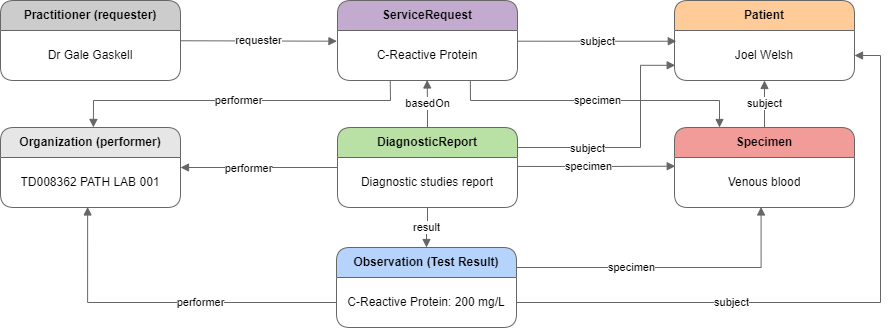 Practitioner (requester)
Dr Gale Gaskell
requester
ServiceRequest
C-Reactive Protein
subject
Patient
Joel Welsh
performer
basedOn
specimen
subject
Organization (performer)
TD008362 PATH LAB 001
performer
DiagnosticReport
Diagnostic studies report
subject
specimen
Specimen
Venous blood
result
Observation (Test Result)
C-Reactive Protein: 200 mg/L
specimen
performer
subject